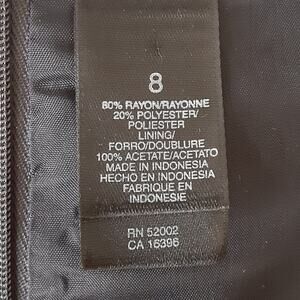 8
80% RAYON/RAYONNE
20% POLYESTER/
POLIESTER
LINING/
FORRO/DOUBLURE
100% ACETATE/ACETATO
MADE IN INDONESIA
HECHO EN INDONESIA
FABRIQUE EN
INDONESIE
RN 52002
CA 16396